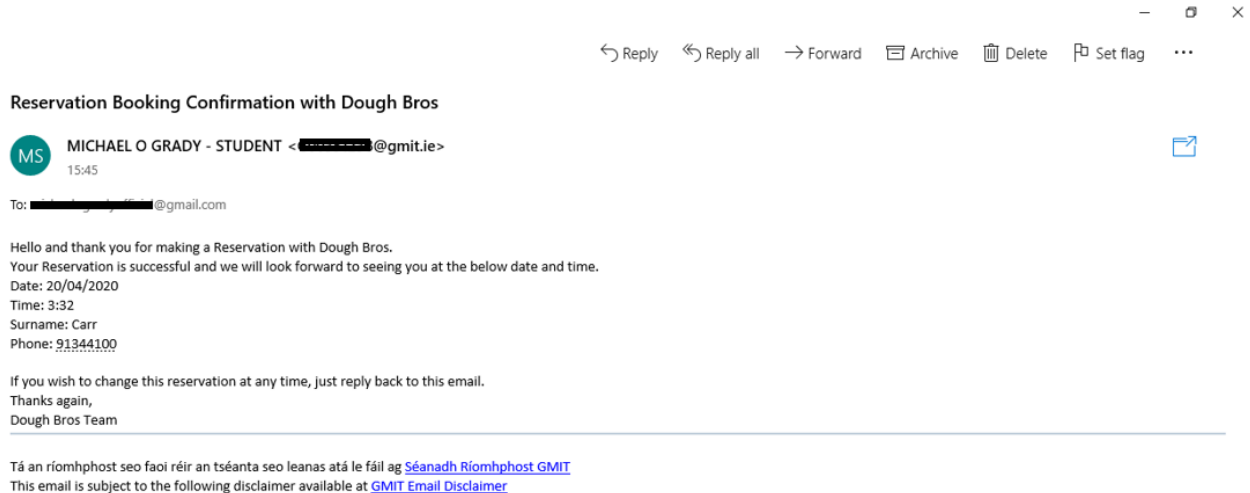 Reply Reply all Forward Archive Delete Set flag ...
Reservation Booking Confirmation with Dough Bros
MS
MICHAEL O GRADY - STUDENT < @gmit.ie>
15:45
To: @gmail.com
Hello and thank you for making a Reservation with Dough Bros.
Your Reservation is successful and we will look forward to seeing you at the below date and time.
Date: 20/04/2020
Time: 3:32
Surname: Carr
Phone: 91344100
If you wish to change this reservation at any time, just reply back to this email.
Thanks again,
Dough Bros Team
Tá an ríomhphost seo faoi réir an tséanta seo leanas atá le fáil ag Séanadh Ríomhphost GMIT
This email is subject to the following disclaimer available at GMIT Email Disclaimer